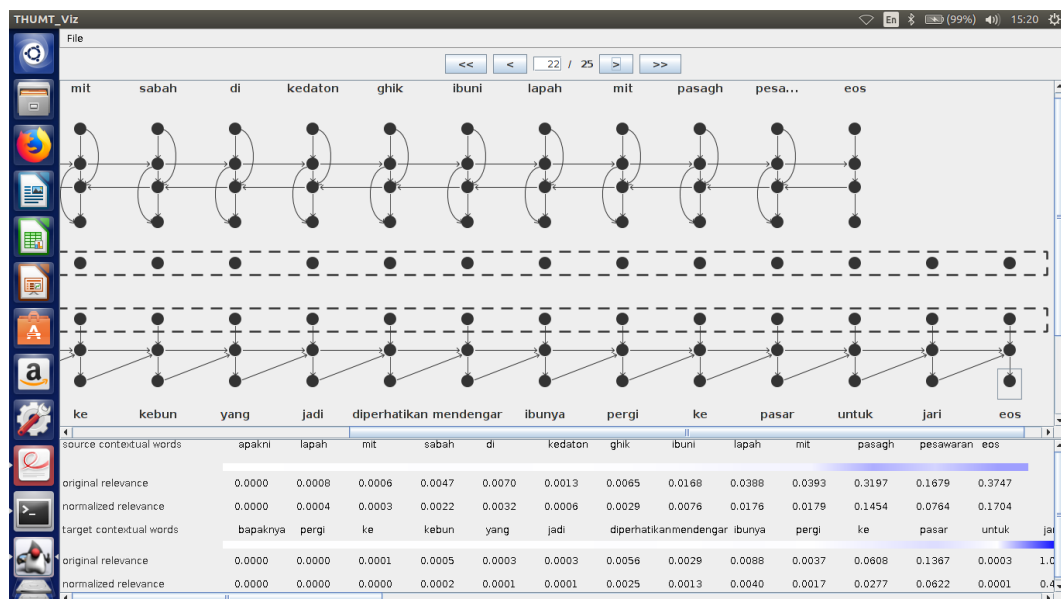 THUMT_Viz En (99%) 15:20
File
<< < 22 / 25 > >>
mit sabah di kedaton ghik ibuni lapah mit pasagh pesa... eos
ke kebun yang jadi diperhatikan mendengar ibunya pergi ke pasar untuk jari eos
source contextual words apakni lapah mit sabah di kedaton ghik ibuni lapah mit pasagh pesawaran eos
original relevance 0.0000 0.0008 0.0006 0.0047 0.0070 0.0013 0.0065 0.0168 0.0388 0.0393 0.3197 0.1679 0.3747
normalized relevance 0.0000 0.0004 0.0003 0.0022 0.0032 0.0006 0.0029 0.0076 0.0176 0.0179 0.1454 0.0764 0.1704
target contextual words bapaknya pergi ke kebun yang jadi diperhatikan mendengar ibunya pergi ke pasar untuk
original relevance 0.0000 0.0000 0.0001 0.0005 0.0003 0.0003 0.0056 0.0029 0.0088 0.0037 0.0608 0.1367 0.0003 1.0
normalized relevance 0.0000 0.0000 0.0000 0.0002 0.0001 0.0001 0.0025 0.0013 0.0040 0.0017 0.0277 0.0622 0.0001 0.4